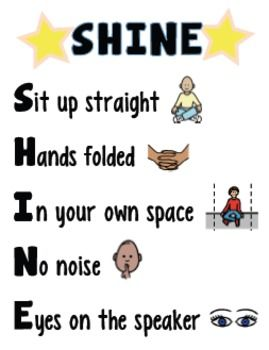 SHINE
Sit up straight
Hands folded
In your own space
No noise
Eyes on the speaker